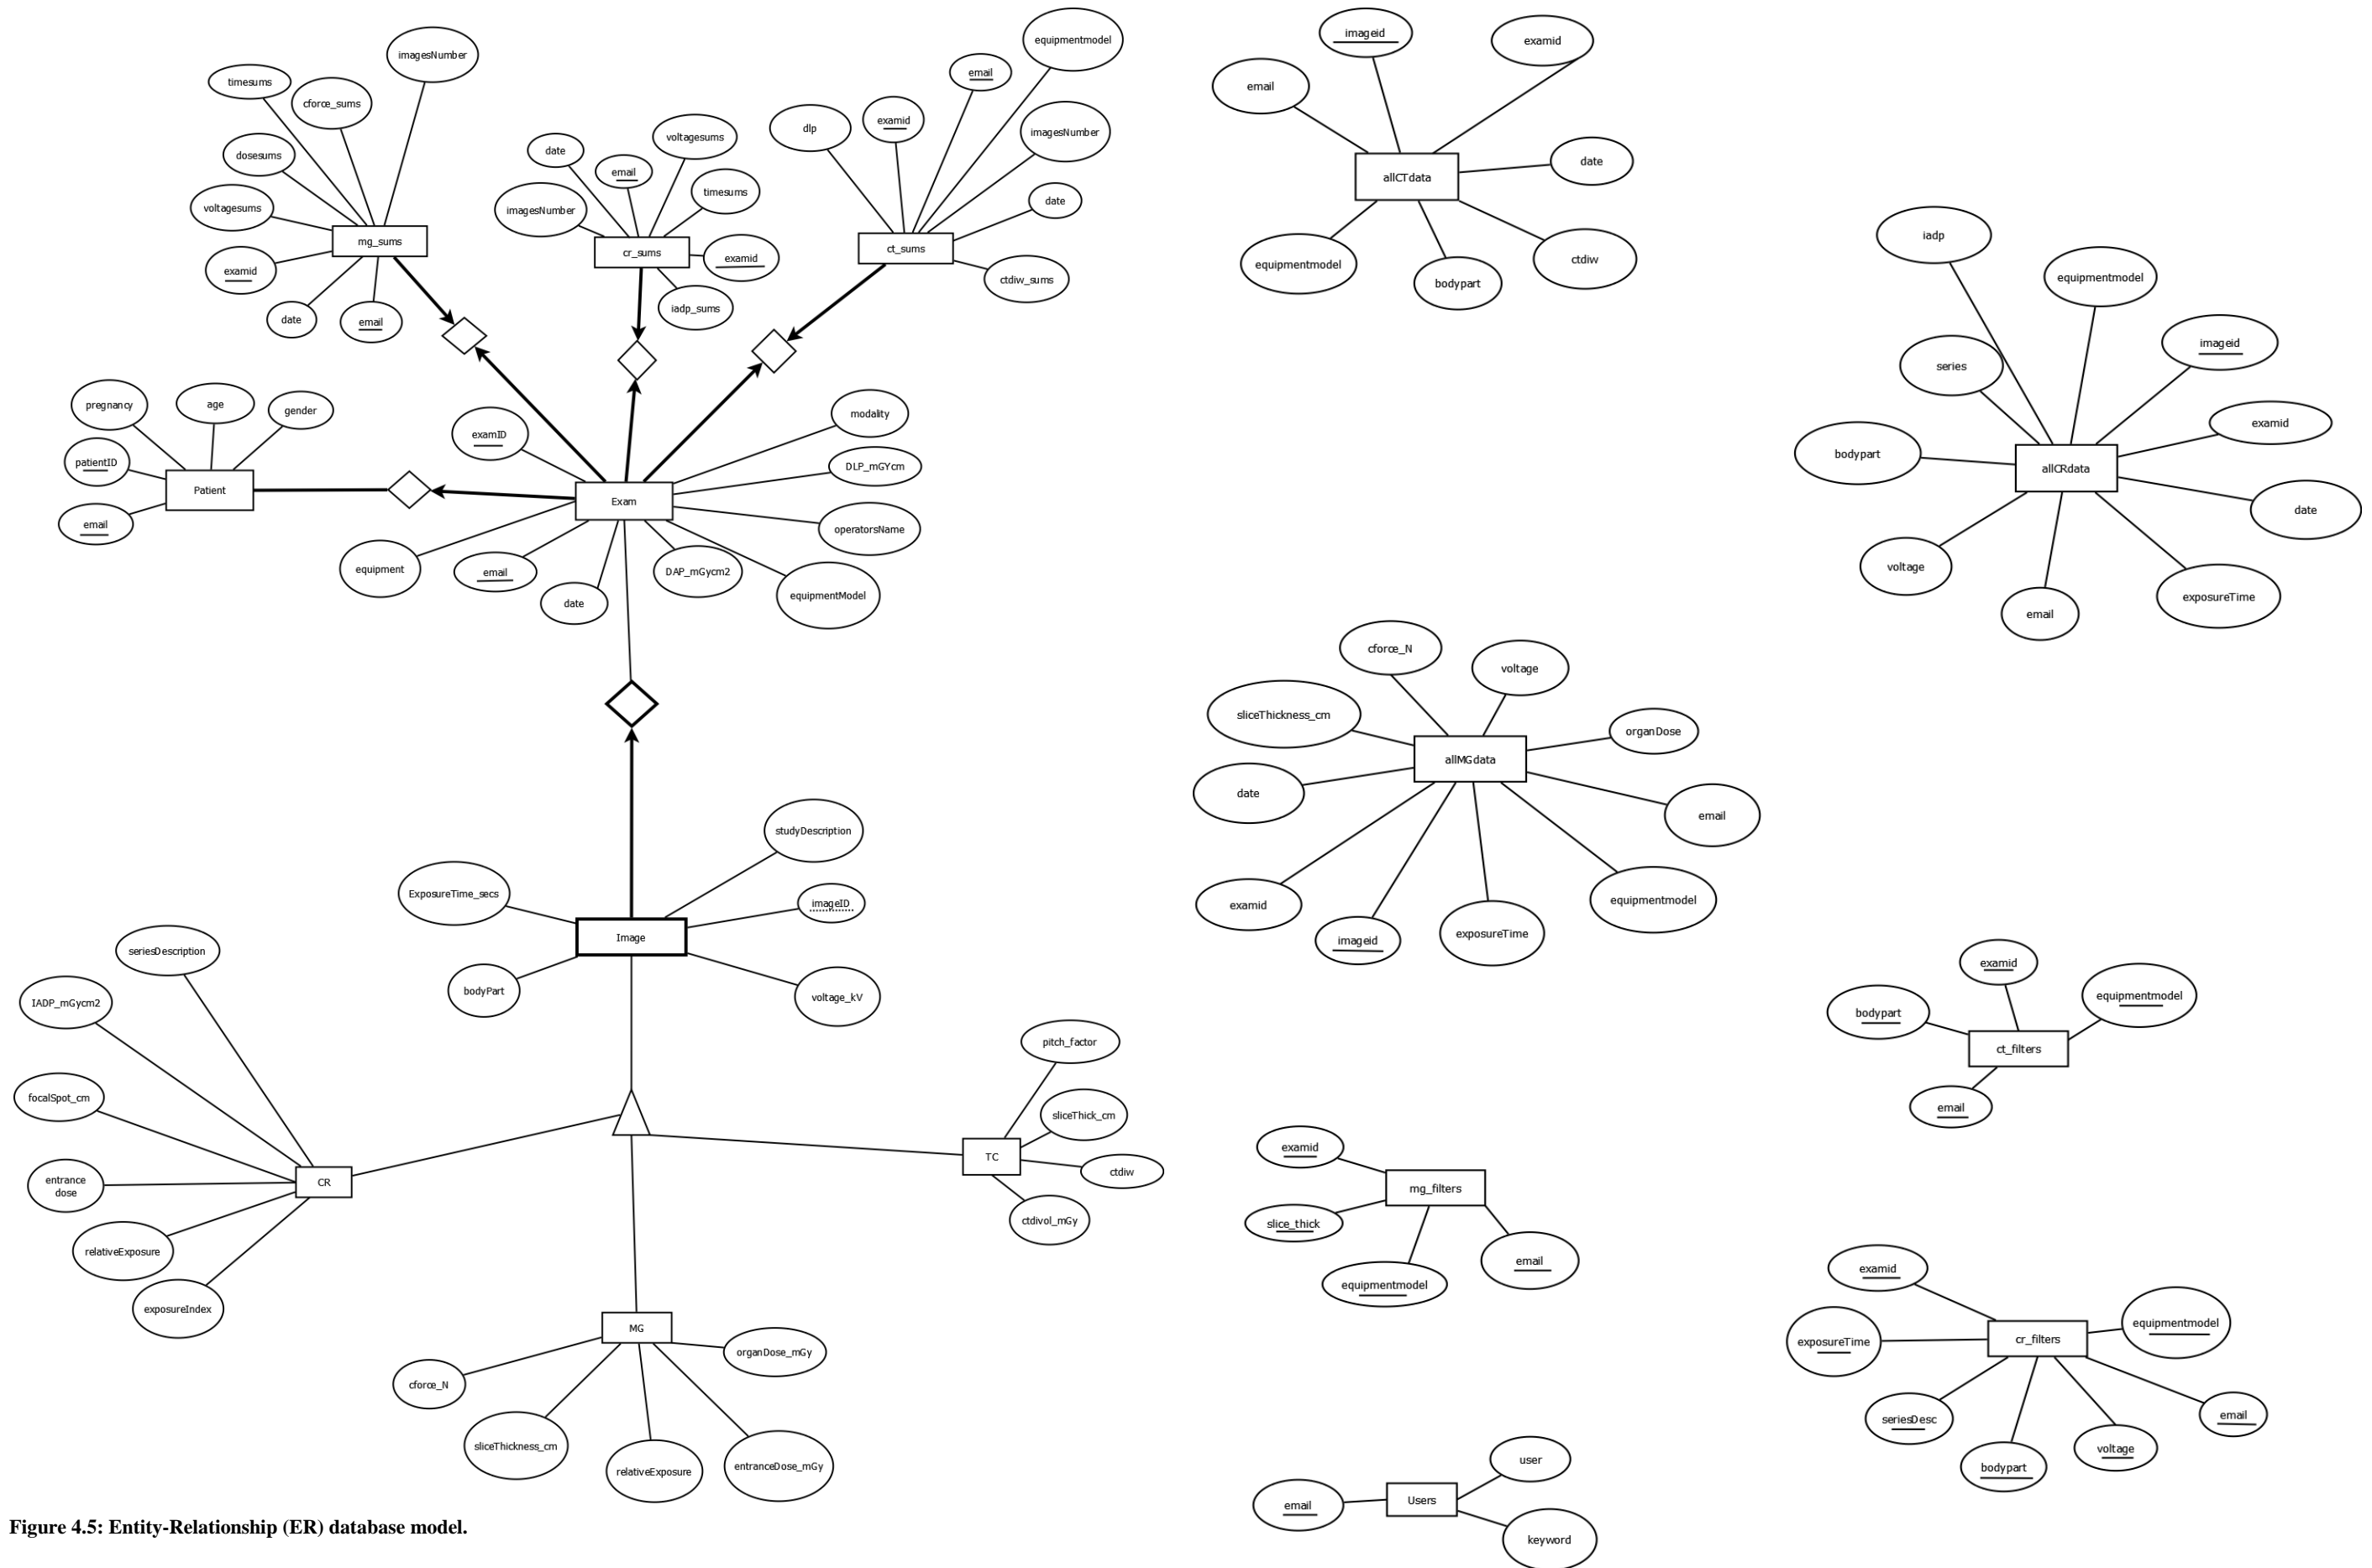 imagesNumber
timesums
cforce_sums
dosesums
voltagesums
mg_sums
examid
date
email
date
email
voltagesums
imagesNumber
timesums
cr_sums
examid
iadp_sums
equipmentmodel
email
dlp
examid
imagesNumber
date
ct_sums
ctdiw_sums
pregnancy
age
gender
patientID
Patient
email
examID
modality
DLP_mGYcm
Exam
operatorsName
equipment
email
date
DAP_mGycm2
equipmentModel
studyDescription
ExposureTime_secs
imageID
Image
bodyPart
voltage_kV
seriesDescription
IADP_mGycm2
focalSpot_cm
entrance
dose
CR
relativeExposure
exposureIndex
pitch_factor
sliceThick_cm
TC
ctdiw
ctdivol_mGy
MG
organDose_mGy
cforce_N
sliceThickness_cm
relativeExposure
entranceDose_mGy
imageid
examid
email
date
allCTdata
equipmentmodel
bodypart
ctdiw
iadp
equipmentmodel
series
imageid
examid
bodypart
allCRdata
date
voltage
email
exposureTime
cforce_N
voltage
sliceThickness_cm
organDose
allMGdata
date
email
examid
imageid
exposureTime
equipmentmodel
examid
bodypart
equipmentmodel
ct_filters
email
examid
mg_filters
slice_thick
equipmentmodel
email
examid
exposureTime
equipmentmodel
cr_filters
seriesDesc
bodypart
voltage
email
user
email
Users
keyword
Figure 4.5: Entity-Relationship (ER) database model.